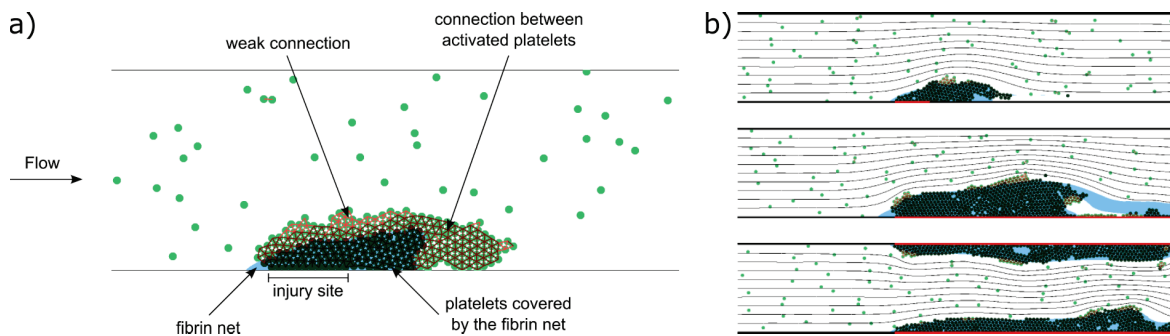 a)
weak connection
connection between
activated platelets
Flow
injury site
fibrin net
platelets covered
by the fibrin net
b)